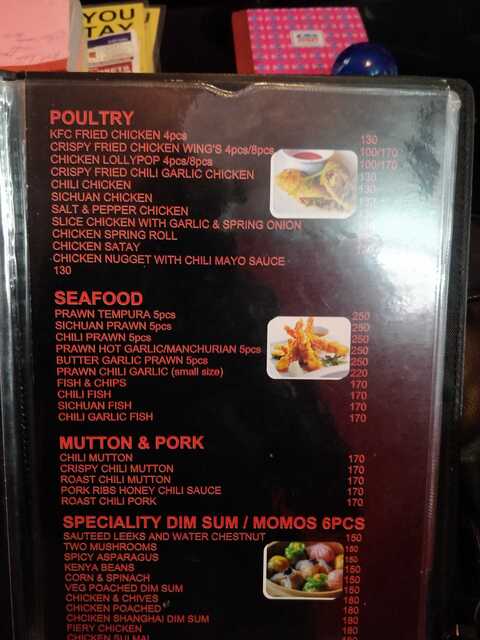 YOU
TAY
POULTRY
KFC FRIED CHICKEN 4pcs 130
CRISPY FRIED CHICKEN WING'S 4pcs/8pcs 100/170
CHICKEN LOLLYPOP 4pcs/8pcs 100/170
CRISPY FRIED CHILI GARLIC CHICKEN 130
CHILI CHICKEN 130
SICHUAN CHICKEN
SALT & PEPPER CHICKEN
SLICE CHICKEN WITH GARLIC & SPRING ONION
CHICKEN SPRING ROLL
CHICKEN SATAY
CHICKEN NUGGET WITH CHILI MAYO SAUCE
130
SEAFOOD
PRAWN TEMPURA 5pcs 250
SICHUAN PRAWN 5pcs 250
CHILI PRAWN 5pcs 250
PRAWN HOT GARLIC/MANCHURIAN 5pcs 250
BUTTER GARLIC PRAWN 5pcs 250
PRAWN CHILI GARLIC (small size) 220
FISH & CHIPS 170
CHILI FISH 170
SICHUAN FISH 170
CHILI GARLIC FISH 170
MUTTON & PORK
CHILI MUTTON 170
CRISPY CHILI MUTTON 170
ROAST CHILI MUTTON 170
PORK RIBS HONEY CHILI SAUCE 170
ROAST CHILI PORK 170
SPECIALITY DIM SUM / MOMOS 6PCS
SAUTEED LEEKS AND WATER CHESTNUT 150
TWO MUSHROOMS
SPICY ASPARAGUS
KENYA BEANS 150
CORN & SPINACH 150
VEG POACHED DIM SUM 150
CHICKEN & CHIVES 180
CHICKEN POACHED 180
CHCIKEN SHANGHAI DIM SUM 180
FIERY CHICKEN 180
CHICKEN SUI MAI